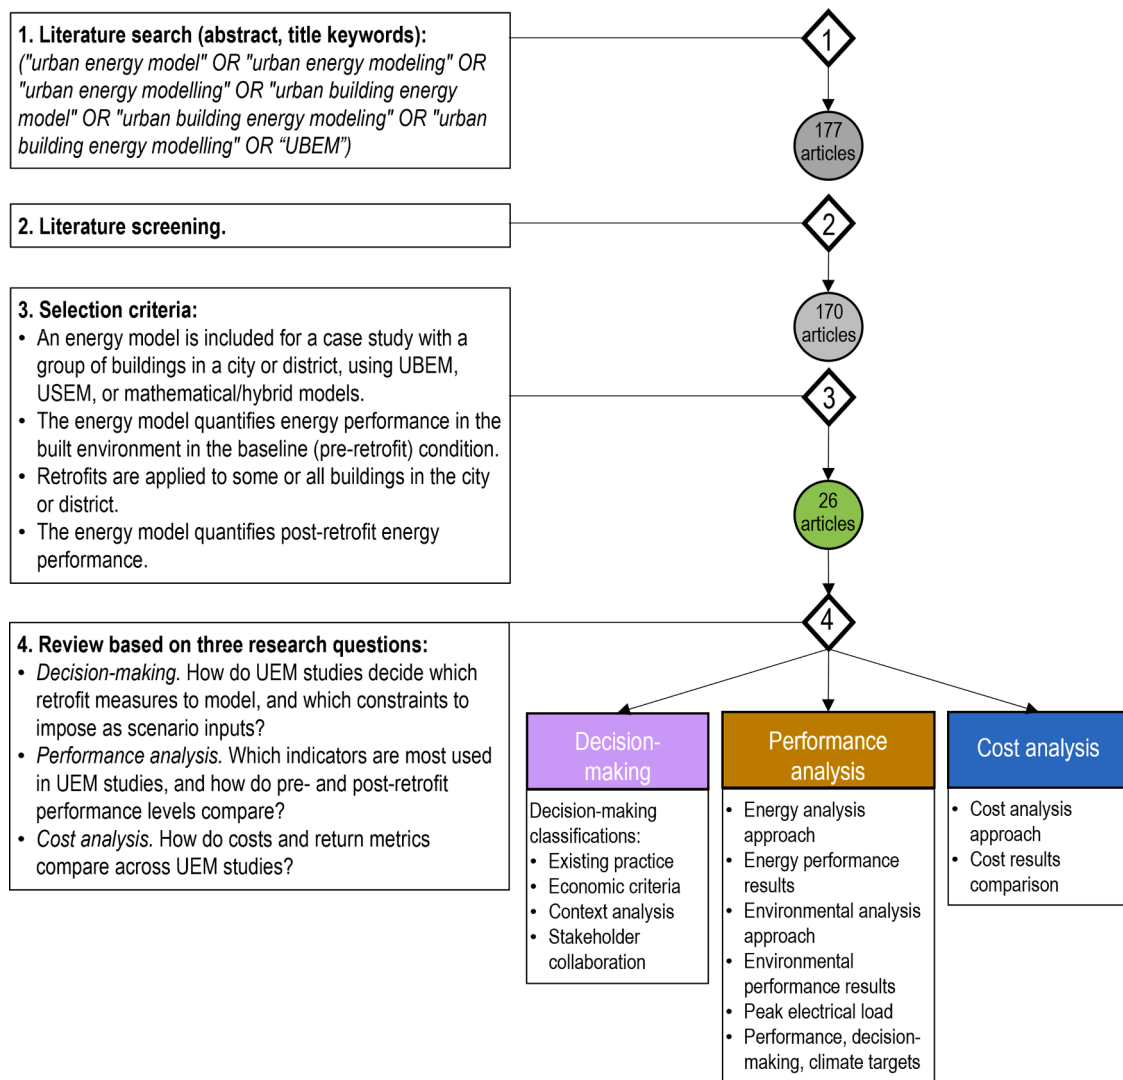 1. Literature search (abstract, title keywords):
("urban energy model" OR "urban energy modeling" OR
"urban energy modelling" OR "urban building energy
model" OR "urban building energy modeling" OR "urban
building energy modelling" OR “UBEM”)
1
177
articles
2. Literature screening.
2
170
articles
3. Selection criteria:
• An energy model is included for a case study with a
group of buildings in a city or district, using UBEM,
USEM, or mathematical/hybrid models.
• The energy model quantifies energy performance in the
built environment in the baseline (pre-retrofit) condition.
• Retrofits are applied to some or all buildings in the city
or district.
• The energy model quantifies post-retrofit energy
performance.
3
26
articles
4. Review based on three research questions:
• Decision-making. How do UEM studies decide which
retrofit measures to model, and which constraints to
impose as scenario inputs?
• Performance analysis. Which indicators are most used
in UEM studies, and how do pre- and post-retrofit
performance levels compare?
• Cost analysis. How do costs and return metrics
compare across UEM studies?
4
Decision-
making
Decision-making
classifications:
• Existing practice
• Economic criteria
• Context analysis
• Stakeholder
collaboration
Performance
analysis
• Energy analysis
approach
• Energy performance
results
• Environmental analysis
approach
• Environmental
performance results
• Peak electrical load
• Performance, decision-
making, climate targets
Cost analysis
• Cost analysis
approach
• Cost results
comparison